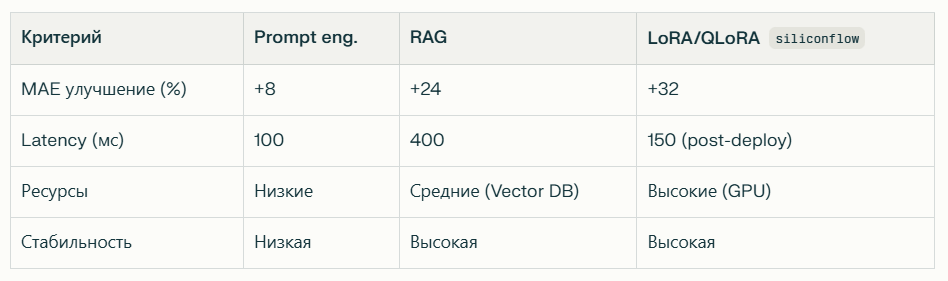 Критерий Prompt eng. RAG LoRA/QLoRA siliconflow
MAE улучшение (%) +8 +24 +32
Latency (мс) 100 400 150 (post-deploy)
Ресурсы Низкие Средние (Vector DB) Высокие (GPU)
Стабильность Низкая Высокая Высокая